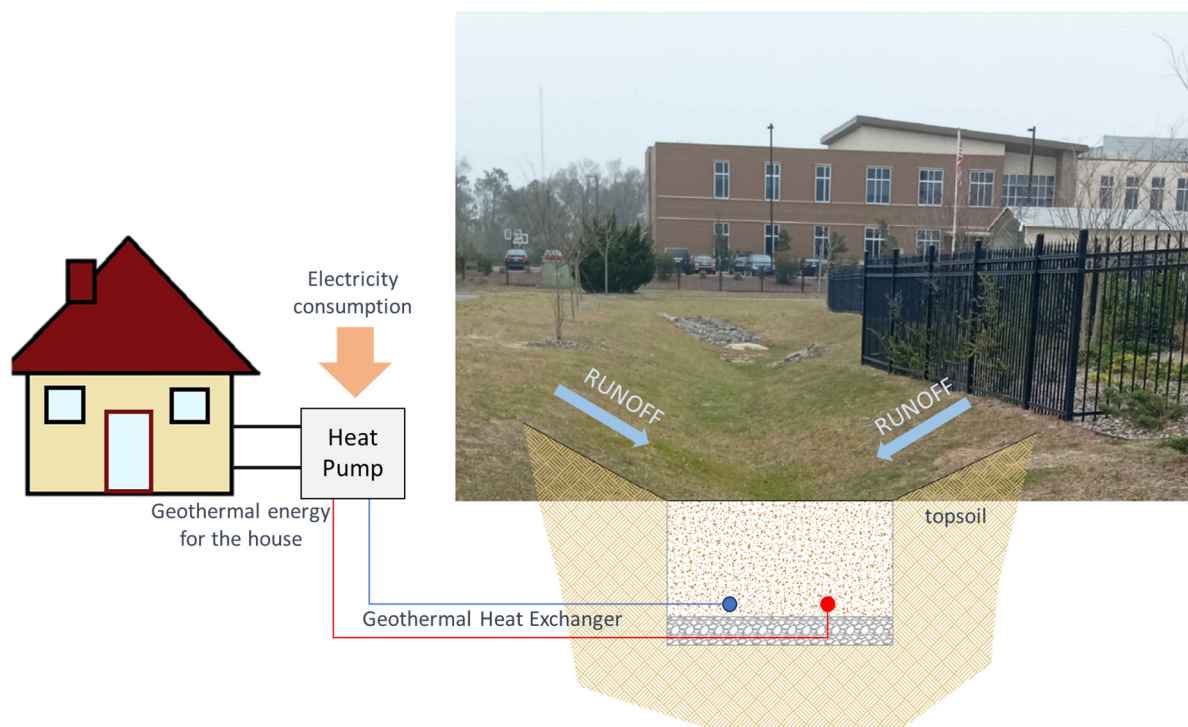 Electricity
consumption
RUNOFF
RUNOFF
Heat
Pump
Geothermal energy
for the house
topsoil
Geothermal Heat Exchanger